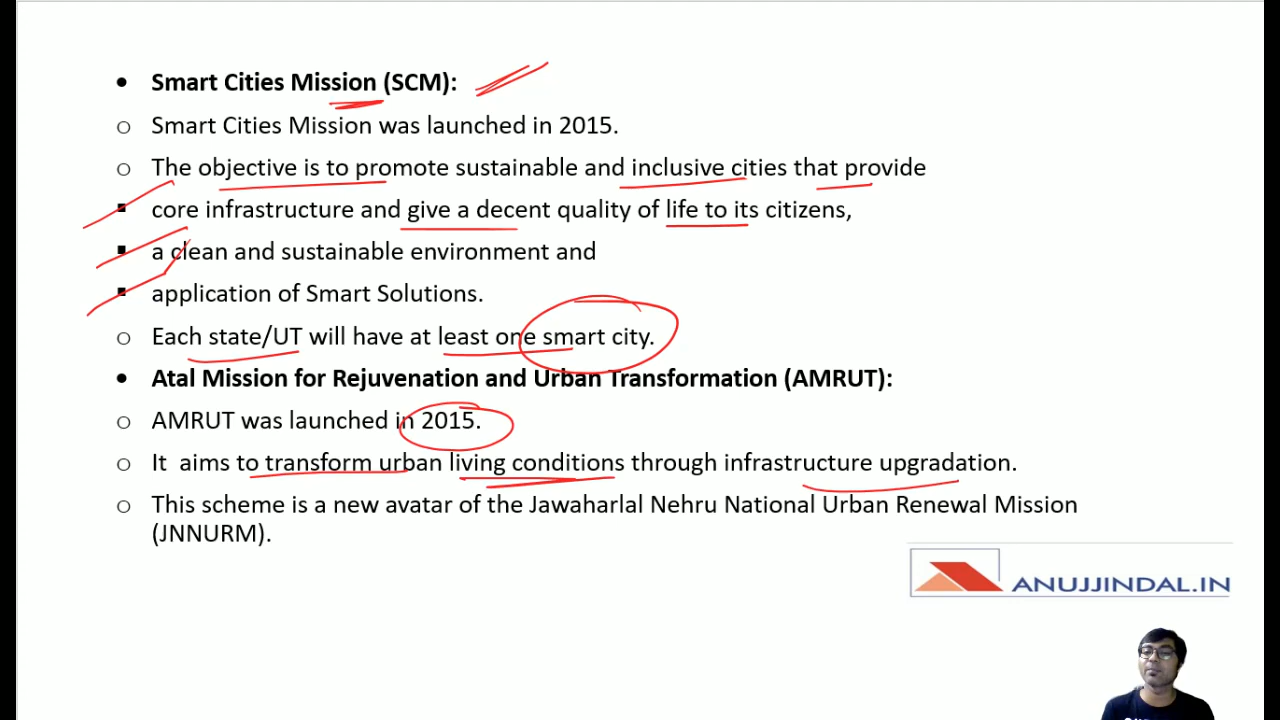 • Smart Cities Mission (SCM):
o Smart Cities Mission was launched in 2015.
o The objective is to promote sustainable and inclusive cities that provide
▪ core infrastructure and give a decent quality of life to its citizens,
▪ a clean and sustainable environment and
▪ application of Smart Solutions.
o Each state/UT will have at least one smart city.
• Atal Mission for Rejuvenation and Urban Transformation (AMRUT):
o AMRUT was launched in 2015.
o It aims to transform urban living conditions through infrastructure upgradation.
o This scheme is a new avatar of the Jawaharlal Nehru National Urban Renewal Mission
(JNNURM).
ANUJJINDAL.IN